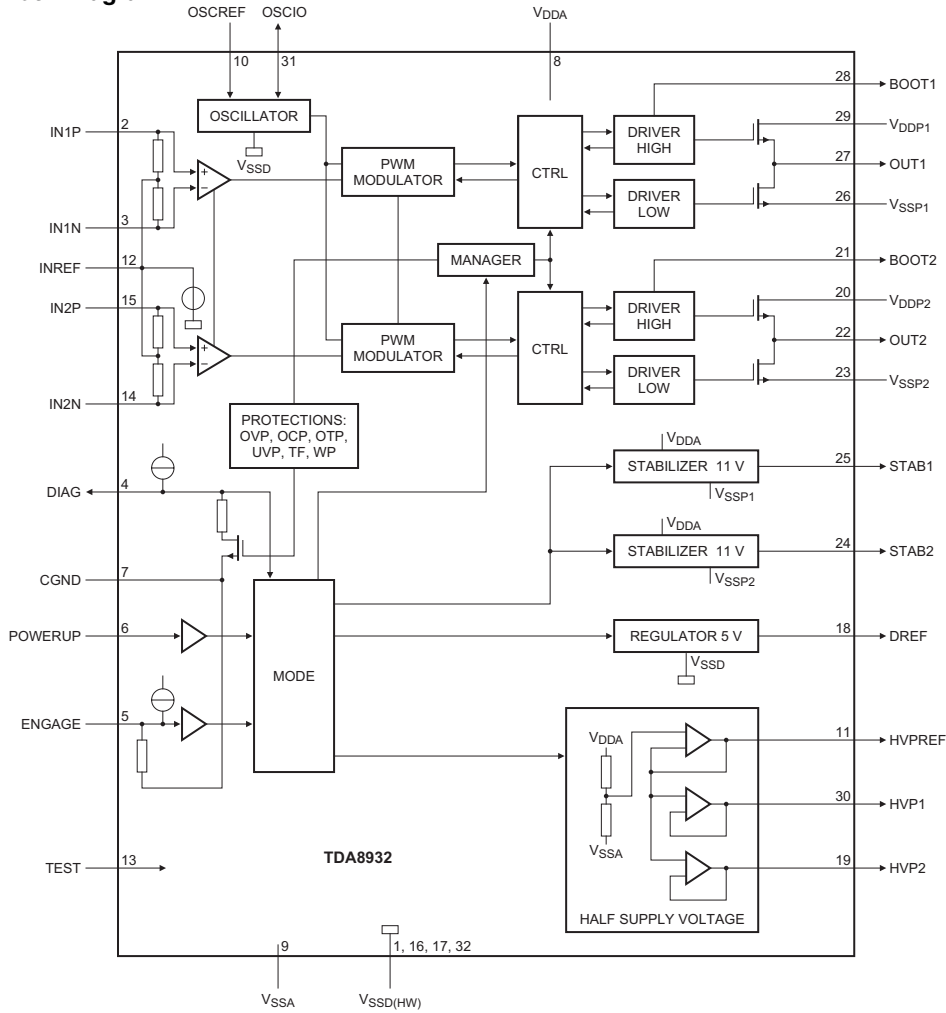 OSCREF
OSCIO
VDDA
10
31
8
28
BOOT1
OSCILLATOR
VSSD
IN1P
2
29
VDDP1
DRIVER
HIGH
PWM
MODULATOR
CTRL
27
OUT1
+
−
DRIVER
LOW
26
VSSP1
IN1N
3
INREF
12
MANAGER
21
BOOT2
IN2P
15
20
VDDP2
DRIVER
HIGH
PWM
MODULATOR
CTRL
22
OUT2
+
−
DRIVER
LOW
23
VSSP2
IN2N
14
PROTECTIONS:
OVP, OCP, OTP,
UVP, TF, WP
VDDA
STABILIZER 11 V
25
STAB1
VSSP1
DIAG
4
VDDA
STABILIZER 11 V
24
STAB2
VSSP2
CGND
7
POWERUP
6
REGULATOR 5 V
18
DREF
VSSD
MODE
ENGAGE
5
VDDA
11
HVPREF
30
HVP1
VSSA
TDA8932
TEST
13
19
HVP2
HALF SUPPLY VOLTAGE
9
1, 16, 17, 32
VSSA
VSSD(HW)